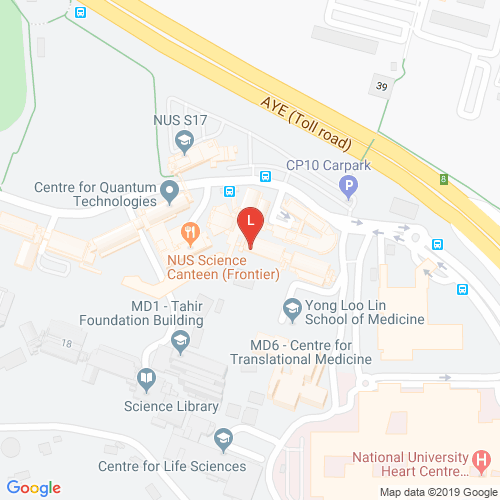 39
AYE (Toll road)
NUS S17
CP10 Carpark
P
8
Centre for Quantum
Technologies
L
NUS Science
Canteen (Frontier)
MD1 - Tahir
Foundation Building
Yong Loo Lin
School of Medicine
18
MD6 - Centre for
Translational Medicine
Science Library
Centre for Life Sciences
National University
Heart Centre...
H
Google
Map data ©2019 Google